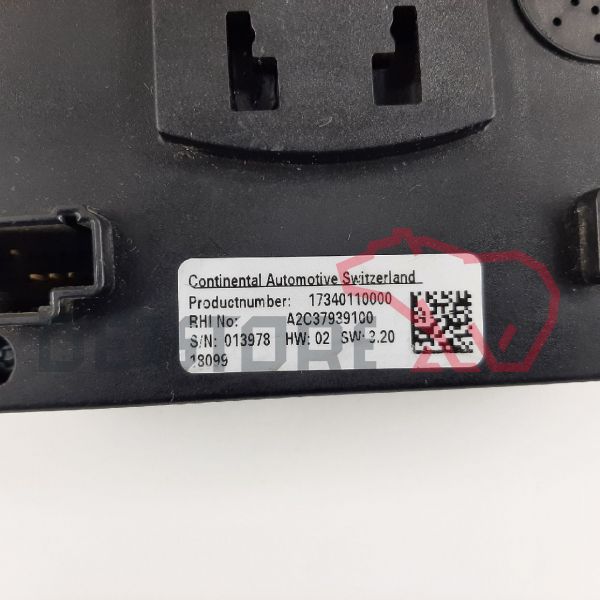 Continental Automotive Switzerland
Productnumber: 17340110000
RHI No: A2C37939100
S/N: 013978 HW: 02 SW: 3.20
18099